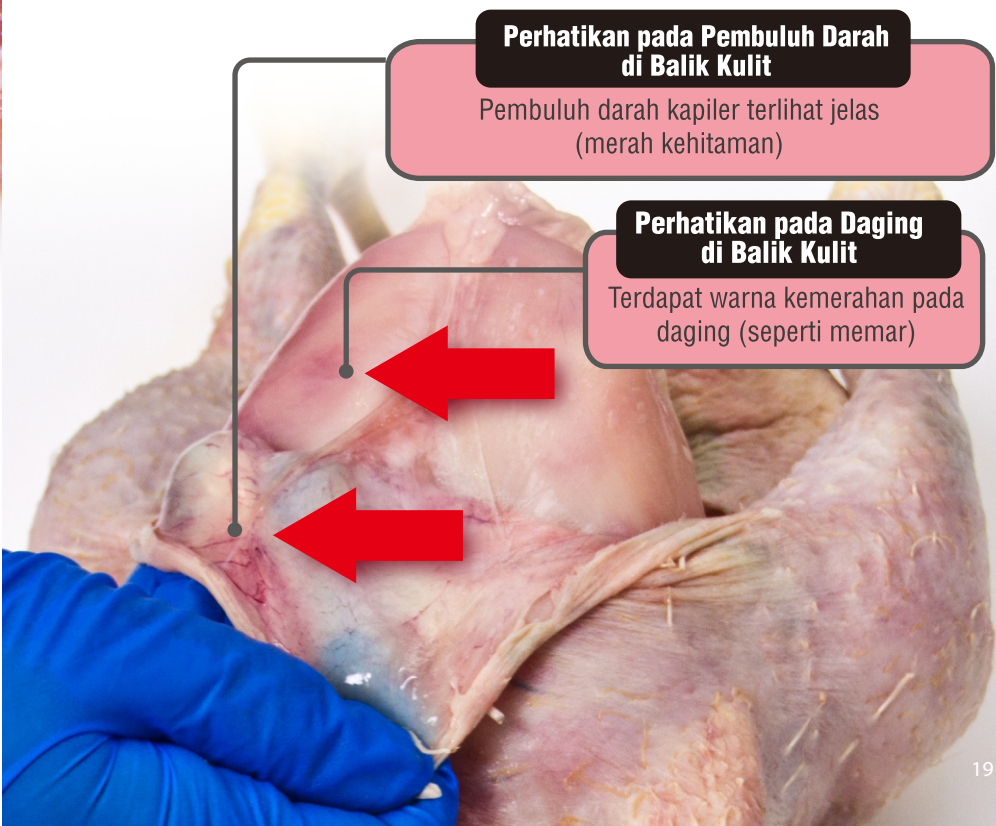 Perhatikan pada Pembuluh Darah
di Balik Kulit
Pembuluh darah kapiler terlihat jelas
(merah kehitaman)
Perhatikan pada Daging
di Balik Kulit
Terdapat warna kemerahan pada
daging (seperti memar)
19